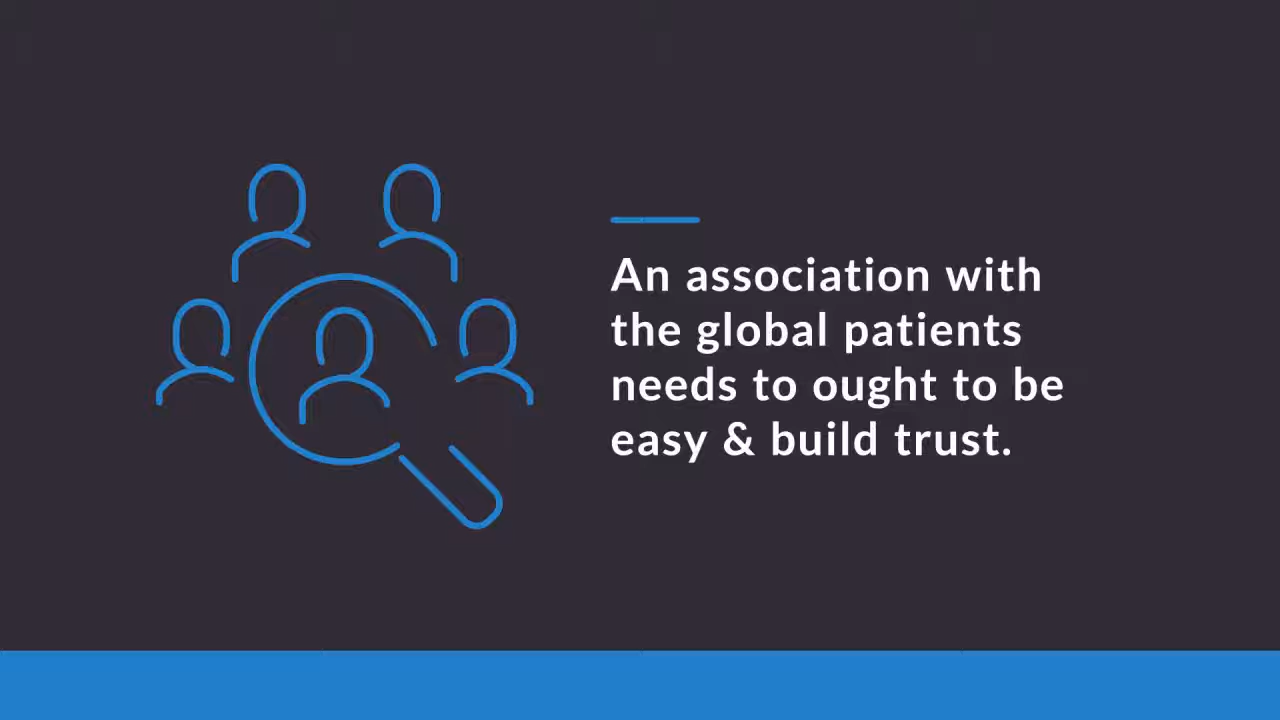 An association with
the global patients
needs to ought to be
easy & build trust.